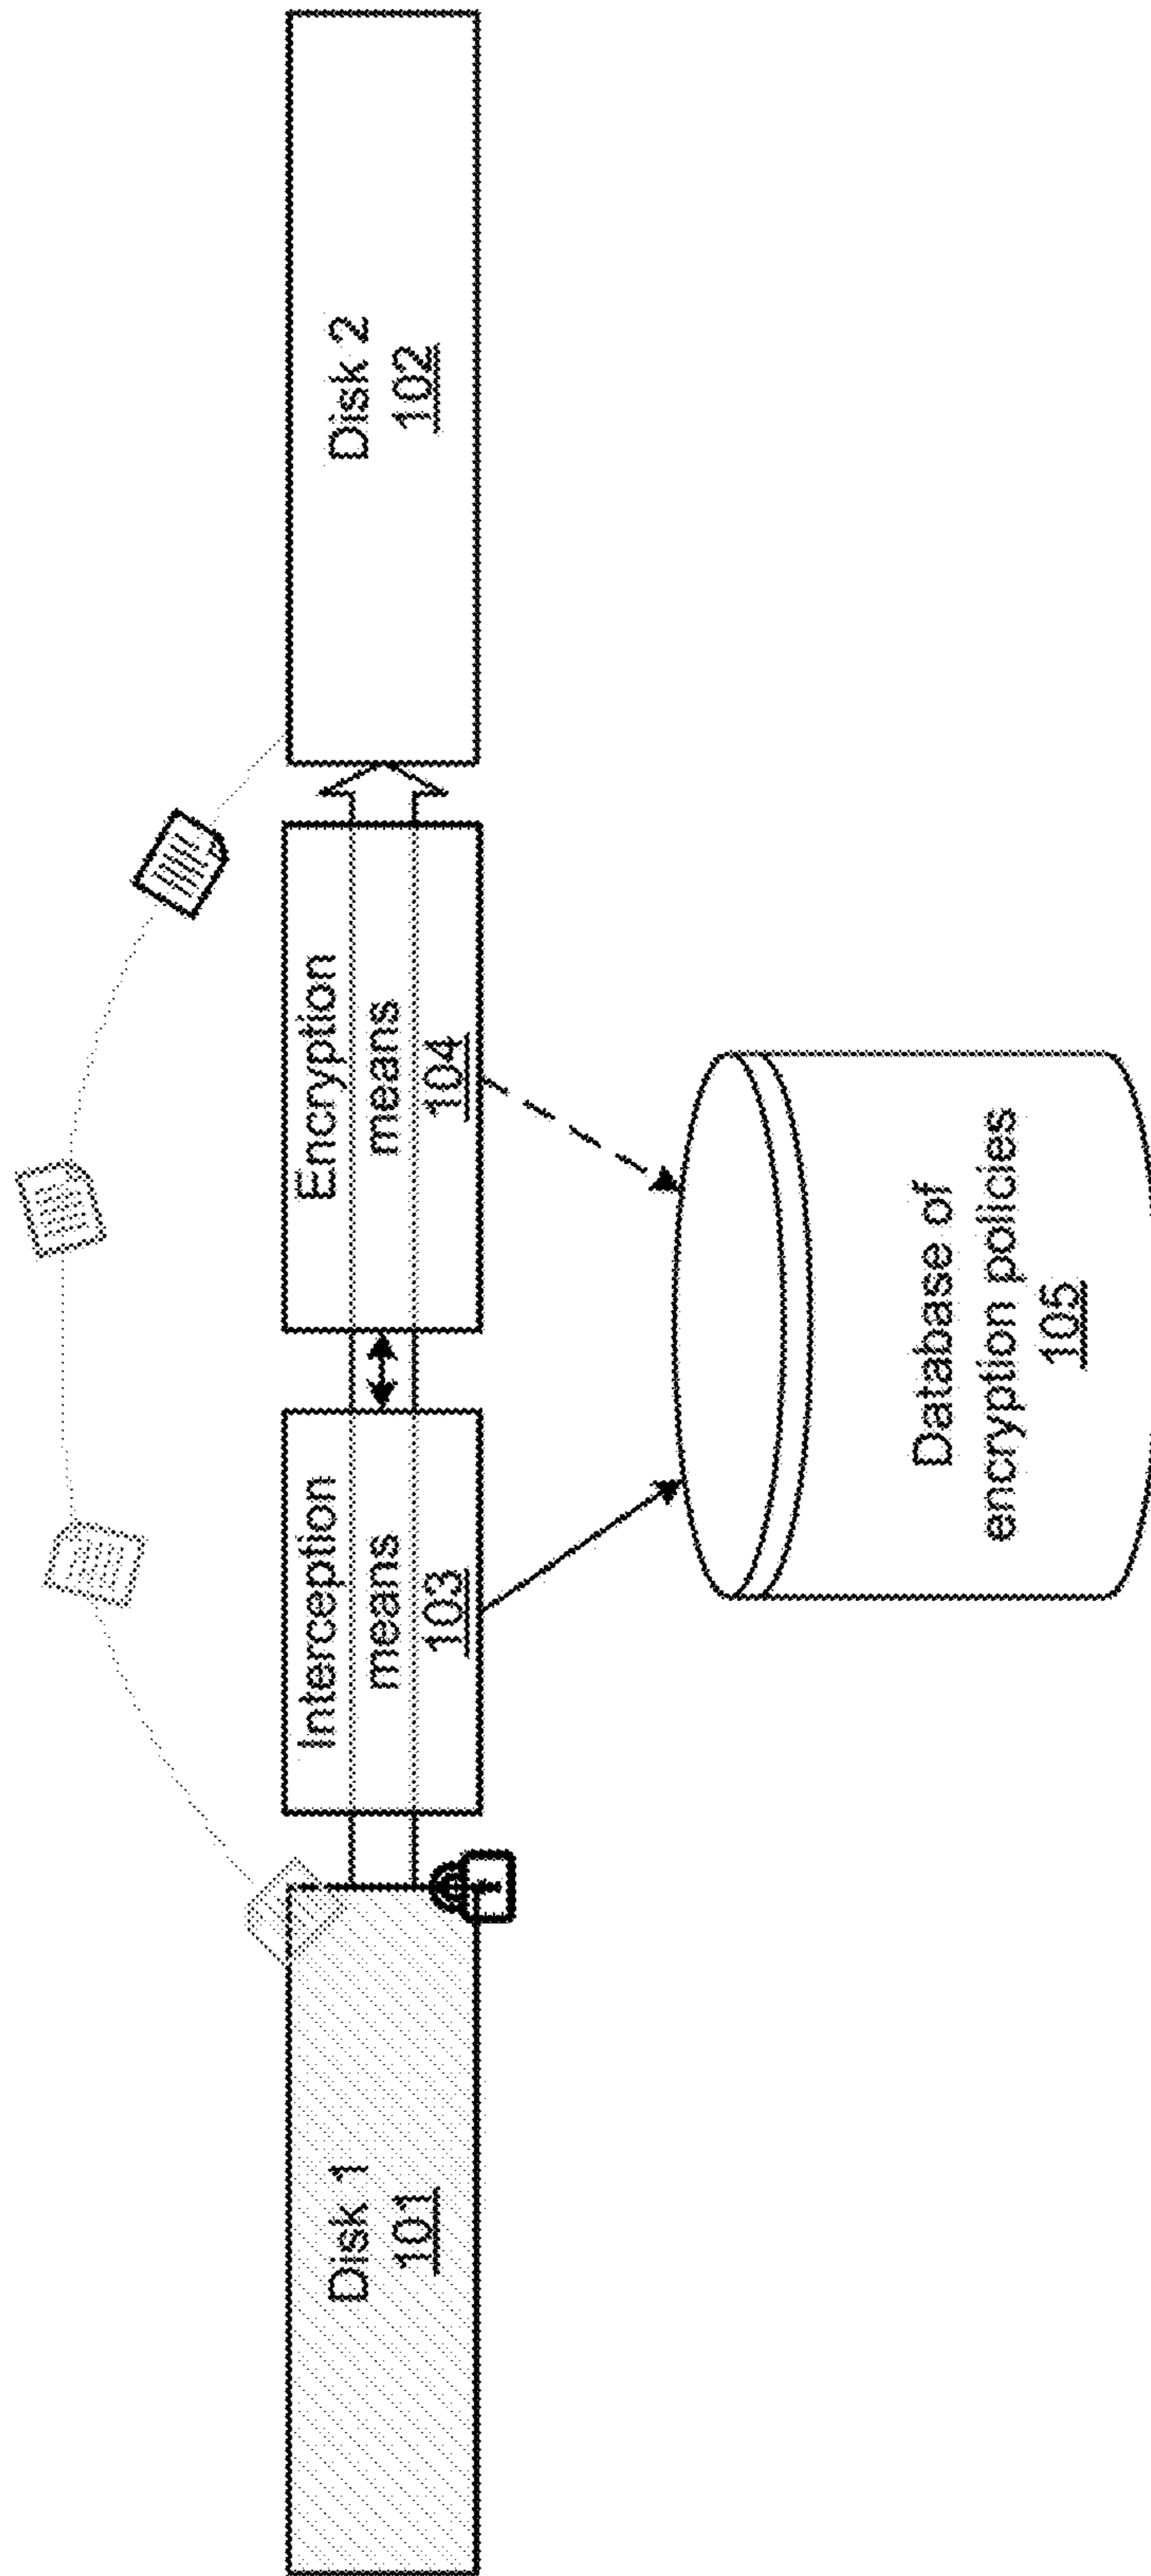 Disk 1
101
Interception
means
103
Encryption
means
104
Disk 2
102
Database of
encryption policies
105